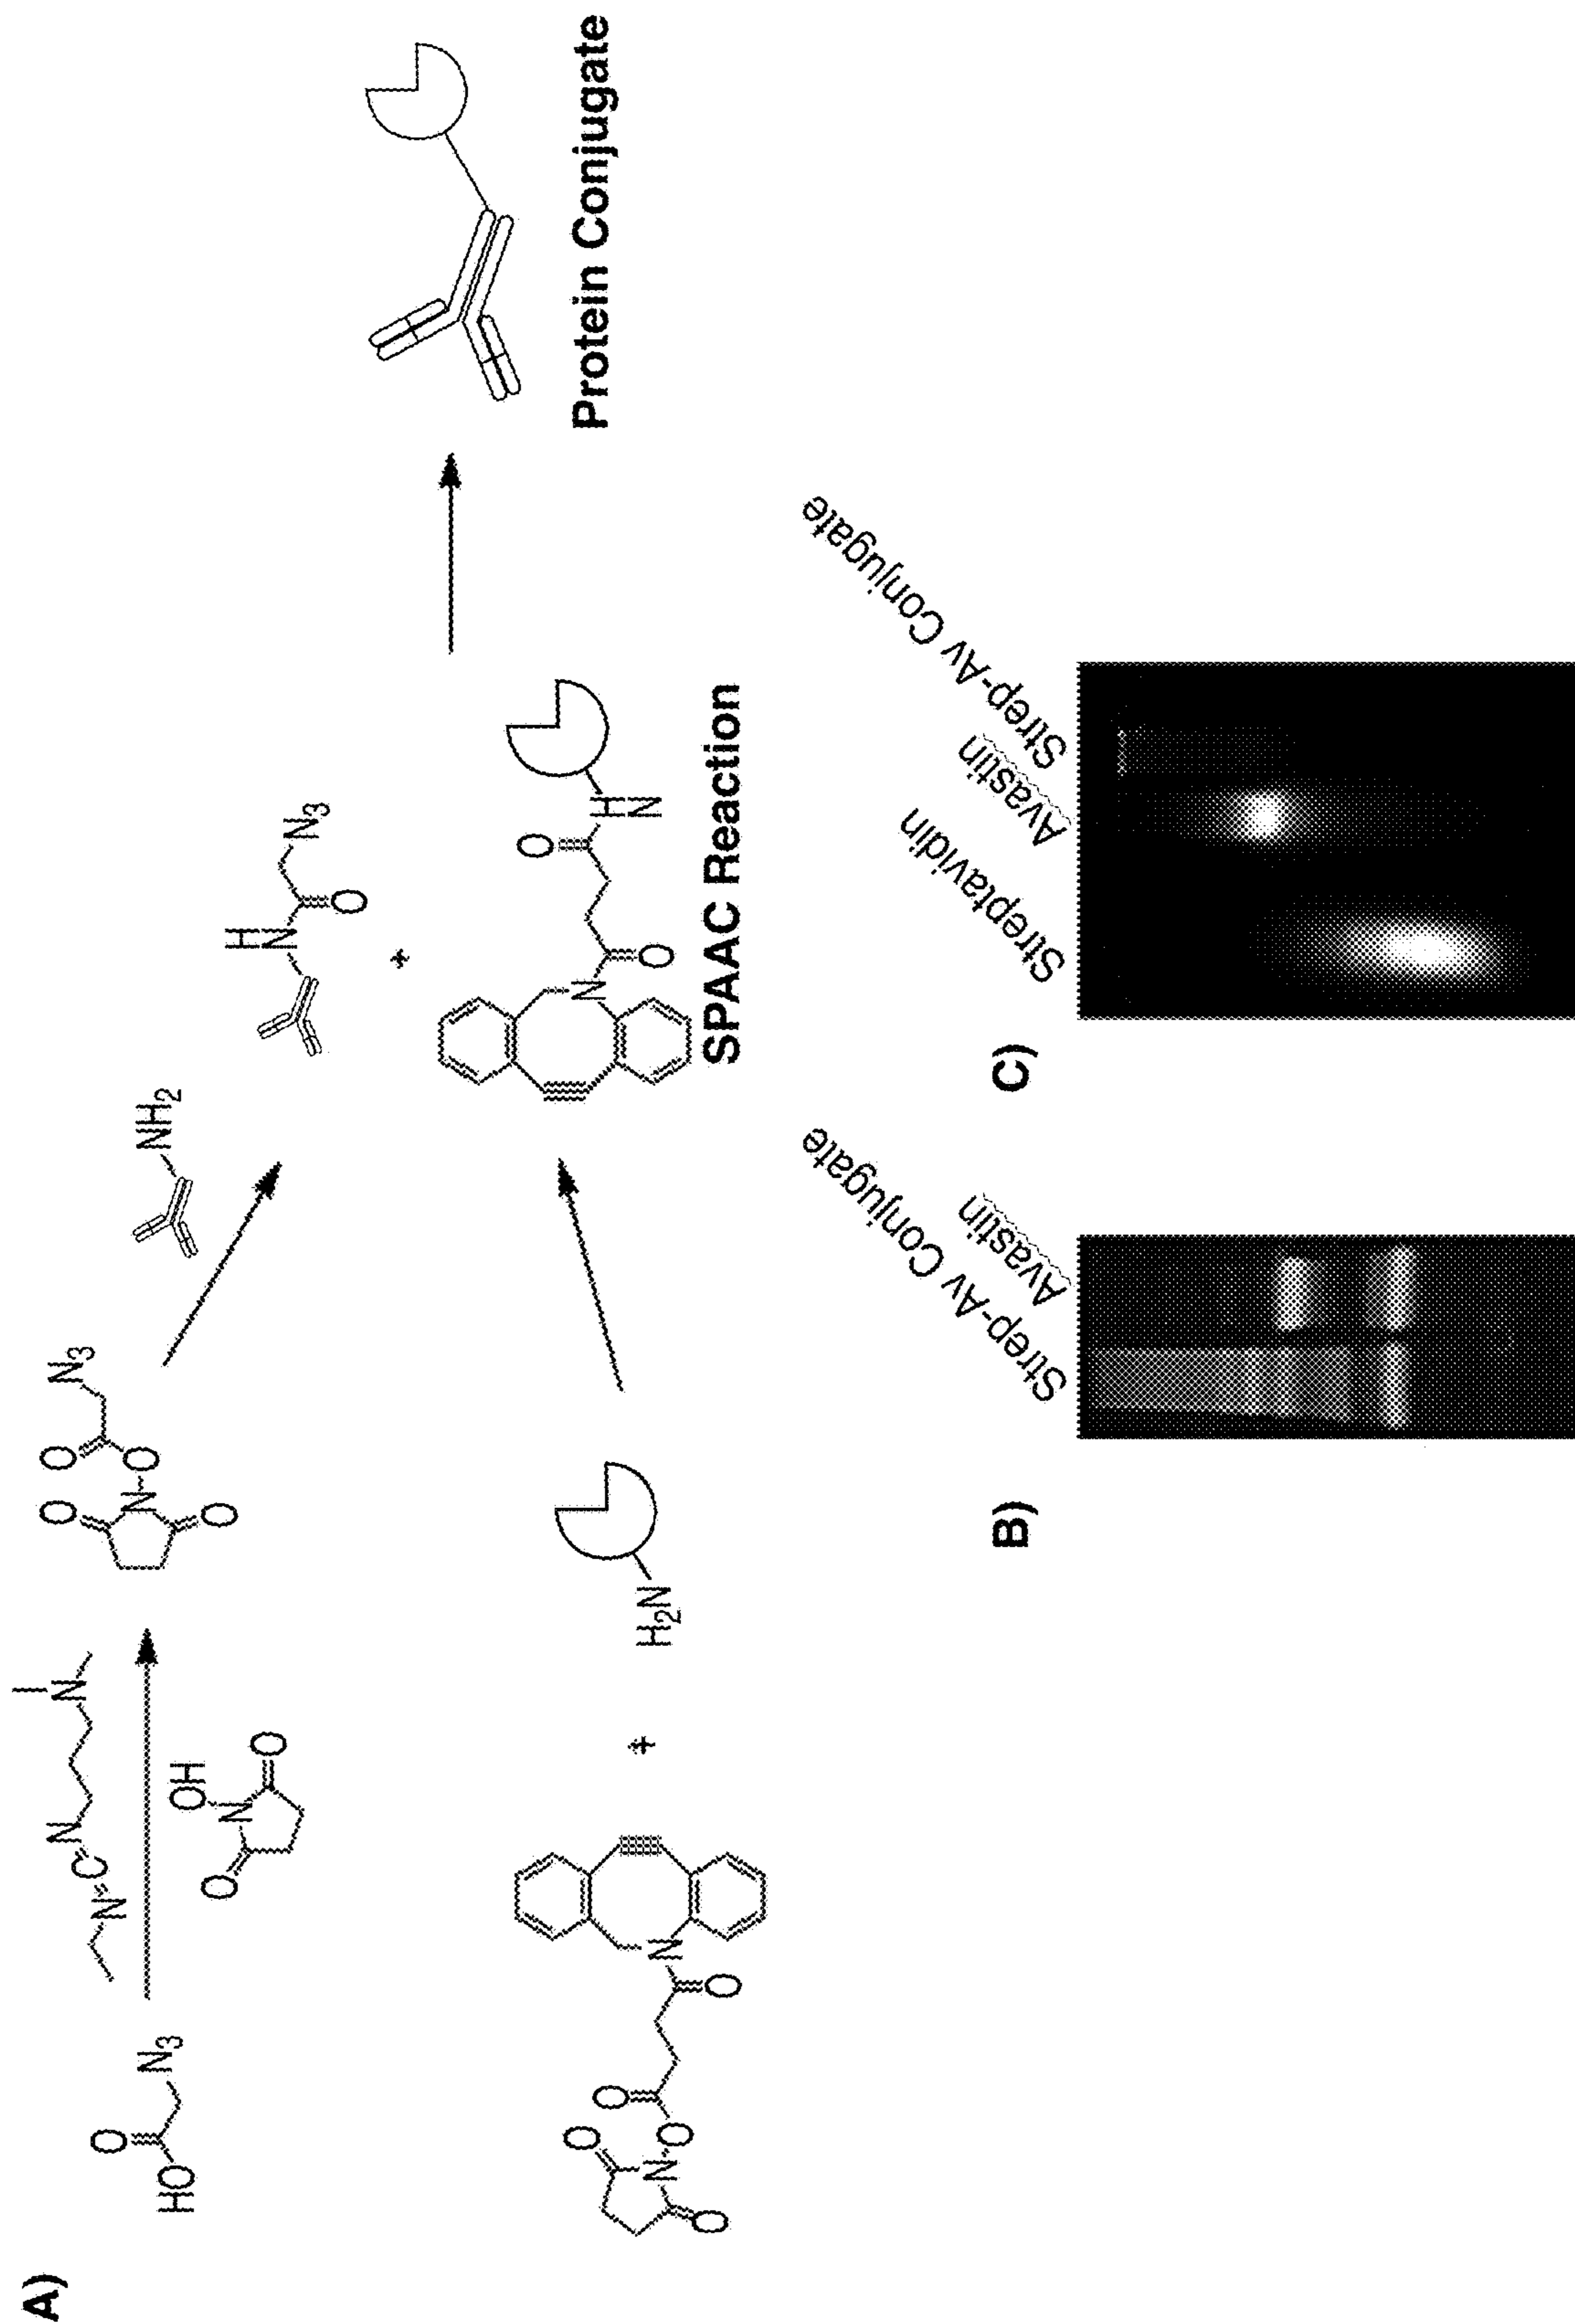 A)
HO
O
N3
N
C
N
N
O
N
OH
O
O
N
O
O
O
N3
NH2
H
N
O
N3
+
O
N
O
O
O
O
N
+
H2N
N
O
O
H
N
SPAAC Reaction
Protein Conjugate
B)
Strep-Av Conjugate
Avastin
C)
Streptavidin
Avastin
Strep-Av Conjugate